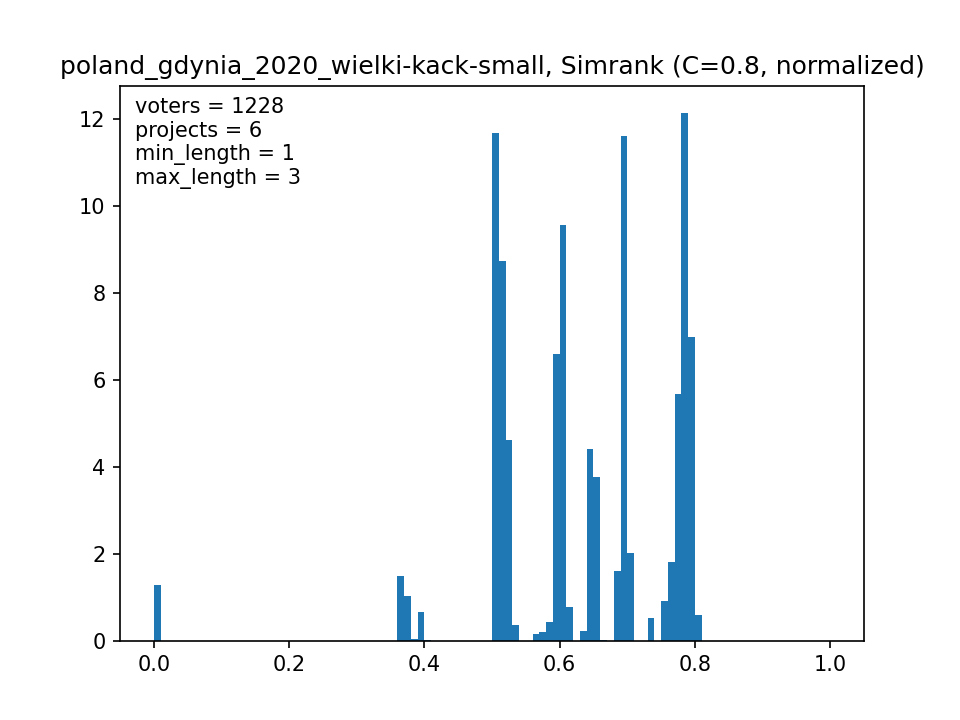 poland_gdynia_2020_wielki-kack-small, Simrank (C=0.8, normalized)
voters = 1228
projects = 6
min_length = 1
max_length = 3
12
10
8
6
4
2
0
0.0 0.2 0.4 0.6 0.8 1.0